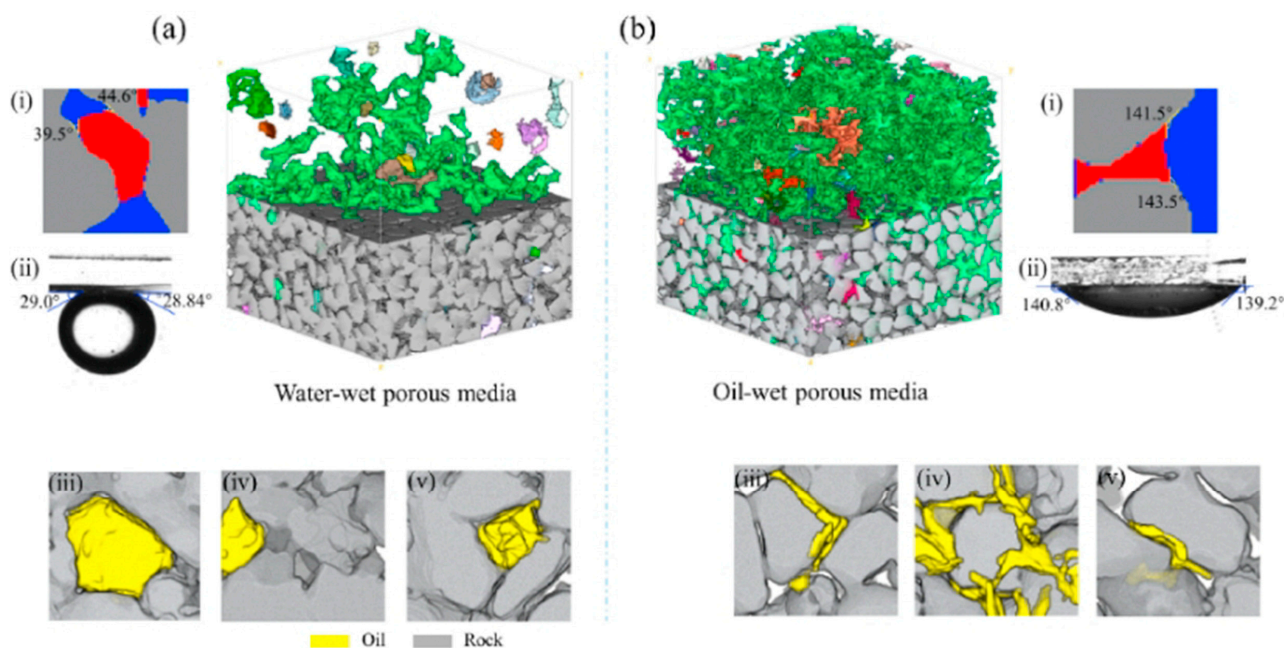 (a)
(b)
(i)
44.6°
39.5°
(ii)
29.0°
28.84°
(i)
141.5°
143.5°
(ii)
140.8°
139.2°
Water-wet porous media
Oil-wet porous media
(iii)
(iv)
(v)
(iii)
(iv)
(v)
Oil
Rock